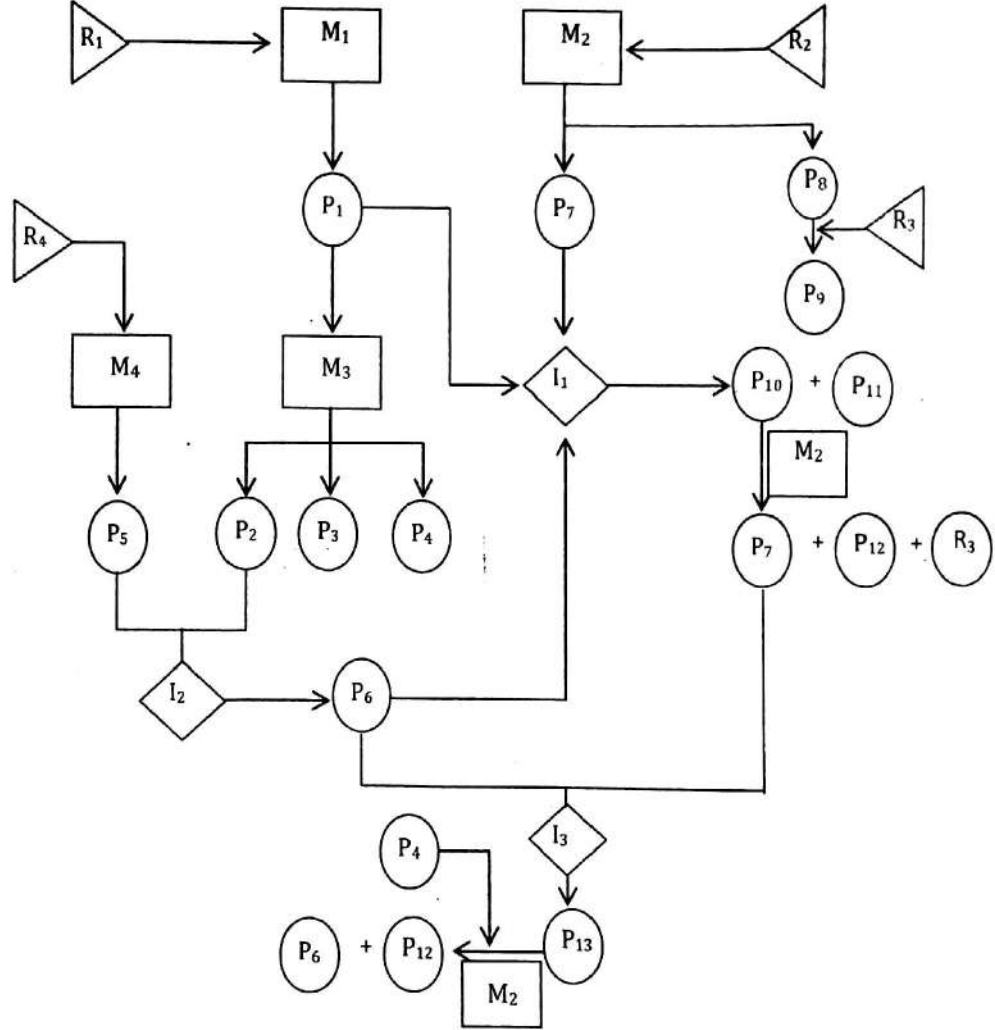 R₁ M₁ M₂ R₂
P₁ P₇ P₈
R₄ R₃
P₉
M₄ M₃ I₁ P₁₀ + P₁₁
M₂
P₅ P₂ P₃ P₄ P₇ + P₁₂ + R₃
I₂ P₆
P₄ I₃
P₆ + P₁₂ P₁₃
M₂